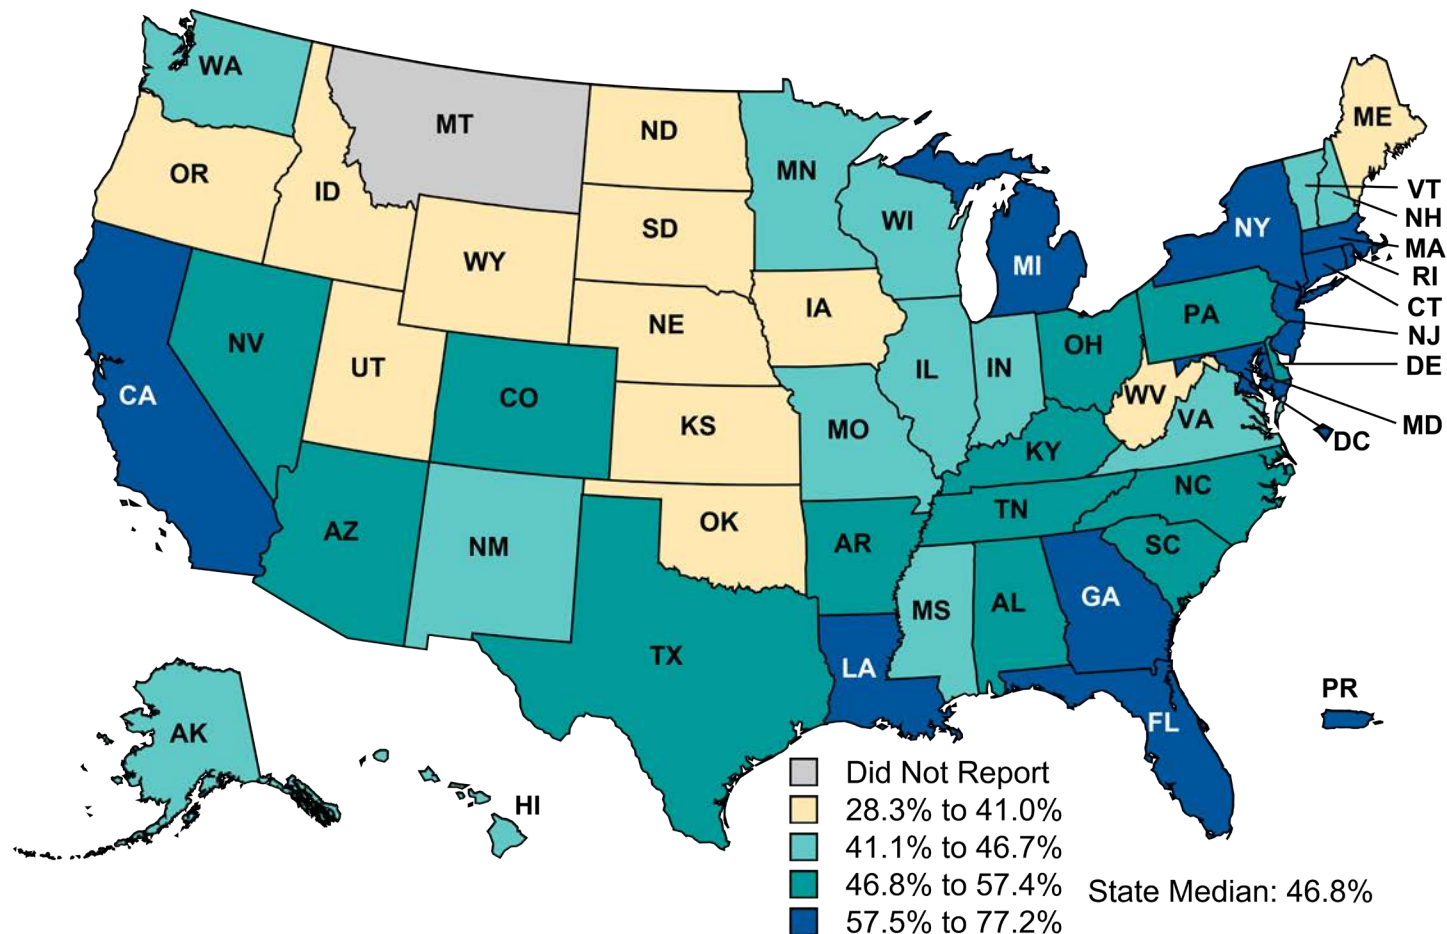 WA
MT
ND
MN
ME
OR
ID
SD
WI
VT
NH
MA
RI
CT
NJ
DE
MD
DC
WY
MI
NY
NE
IA
PA
NV
UT
CO
IL
IN
OH
CA
KS
MO
WV
VA
KY
AZ
NM
OK
AR
TN
NC
SC
MS
AL
GA
TX
LA
FL
PR
AK
HI
Did Not Report
28.3% to 41.0%
41.1% to 46.7%
46.8% to 57.4%
57.5% to 77.2%
State Median: 46.8%